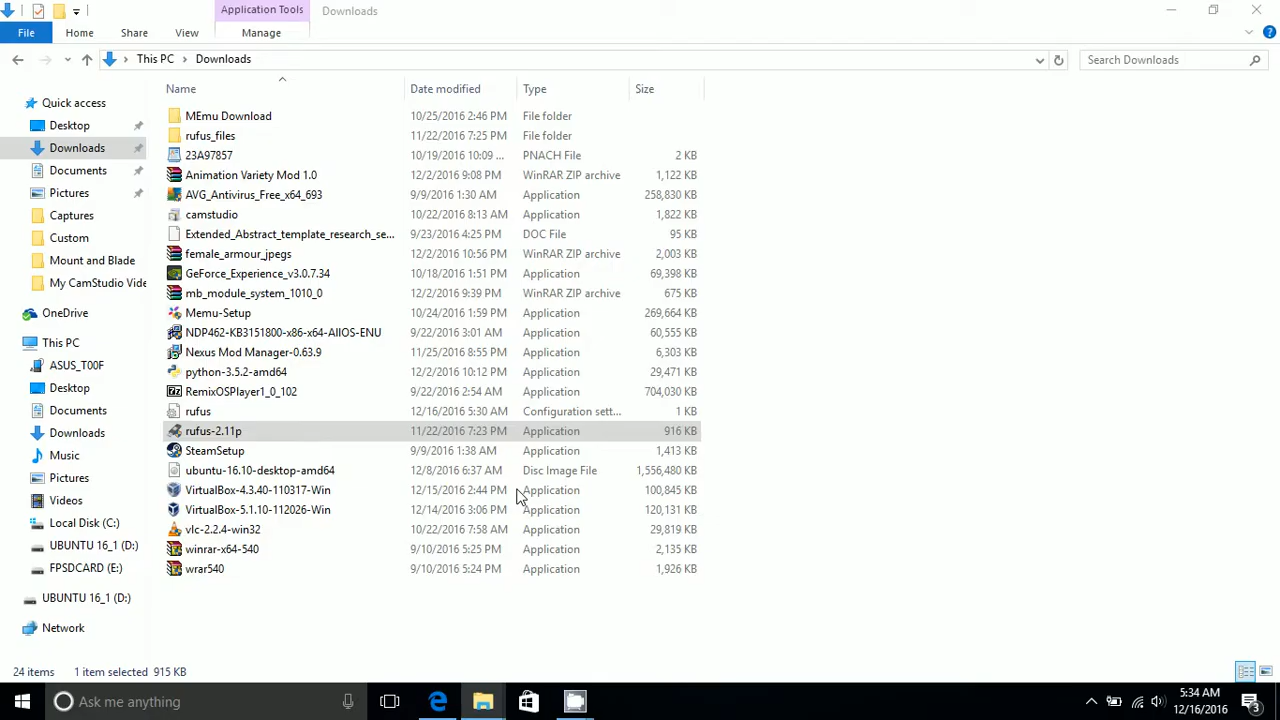 Application Tools Downloads
File Home Share View Manage
This PC > Downloads Search Downloads
Name Date modified Type Size
Quick access
Desktop
Downloads
Documents
Pictures
Captures
Custom
Mount and Blade
My CamStudio Vide
OneDrive
This PC
ASUS_T00F
Desktop
Documents
Downloads
Music
Pictures
Videos
Local Disk (C:)
UBUNTU 16_1 (D:)
FPSDCARD (E:)
UBUNTU 16_1 (D:)
Network
MEmu Download 10/25/2016 2:46 PM File folder
rufus_files 11/22/2016 7:25 PM File folder
23A97857 10/19/2016 10:09 ... PNACH File 2 KB
Animation Variety Mod 1.0 12/2/2016 9:08 PM WinRAR ZIP archive 1,122 KB
AVG_Antivirus_Free_x64_693 9/9/2016 1:30 AM Application 258,830 KB
camstudio 10/22/2016 8:13 AM Application 1,822 KB
Extended_Abstract_template_research_se... 9/23/2016 4:25 PM DOC File 95 KB
female_armour_jpegs 12/2/2016 10:56 PM WinRAR ZIP archive 2,003 KB
GeForce_Experience_v3.0.7.34 10/18/2016 1:51 PM Application 69,398 KB
mb_module_system_1010_0 12/2/2016 9:39 PM WinRAR ZIP archive 675 KB
Memu-Setup 10/24/2016 1:59 PM Application 269,664 KB
NDP462-KB3151800-x86-x64-AllOS-ENU 9/22/2016 3:01 AM Application 60,555 KB
Nexus Mod Manager-0.63.9 11/25/2016 8:55 PM Application 6,303 KB
python-3.5.2-amd64 12/2/2016 10:12 PM Application 29,471 KB
RemixOSPlayer1_0_102 9/22/2016 2:54 AM Application 704,030 KB
rufus 12/16/2016 5:30 AM Configuration sett... 1 KB
rufus-2.11p 11/22/2016 7:23 PM Application 916 KB
SteamSetup 9/9/2016 1:38 AM Application 1,413 KB
ubuntu-16.10-desktop-amd64 12/8/2016 6:37 AM Disc Image File 1,556,480 KB
VirtualBox-4.3.40-110317-Win 12/15/2016 2:44 PM Application 100,845 KB
VirtualBox-5.1.10-112026-Win 12/14/2016 3:06 PM Application 120,131 KB
vlc-2.2.4-win32 10/22/2016 7:58 AM Application 29,819 KB
winrar-x64-540 9/10/2016 5:25 PM Application 2,135 KB
wrar540 9/10/2016 5:24 PM Application 1,926 KB
24 items 1 item selected 915 KB
Ask me anything
5:34 AM
12/16/2016
3